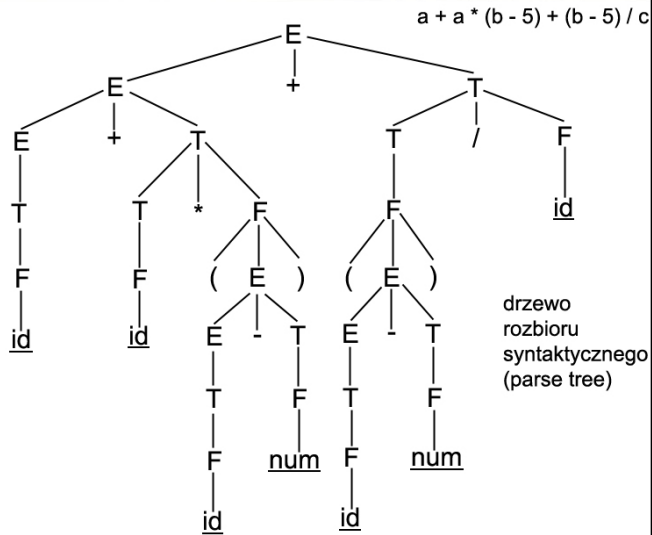 a + a * (b - 5) + (b - 5) / c
E
E + T
E + T T / F
T T * F F id
F F ( E ) ( E )
id id E - T E - T
T F T F
F num F num
id id
drzewo
rozbioru
syntaktycznego
(parse tree)